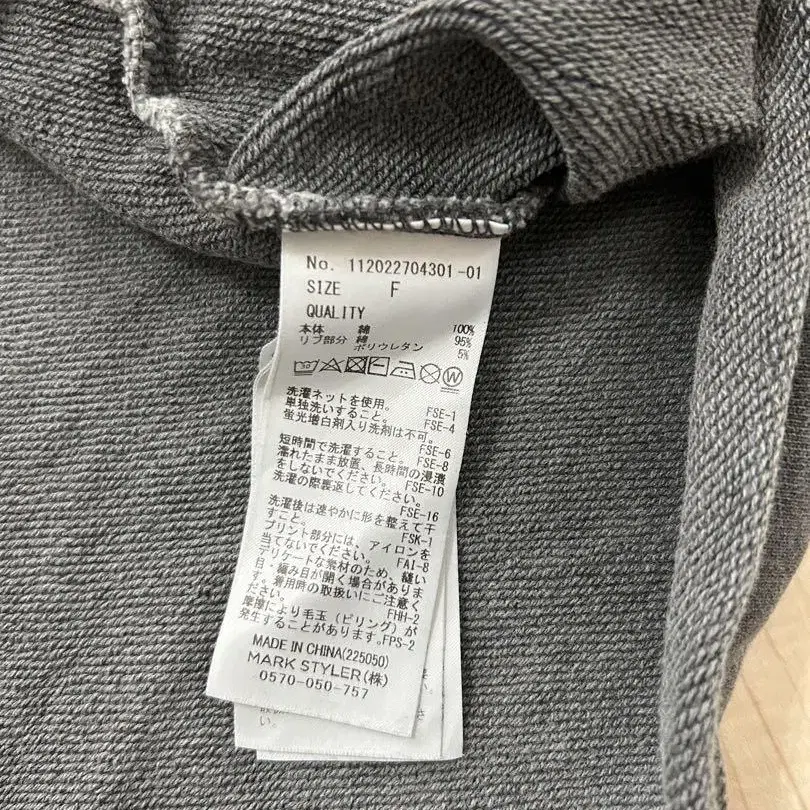 No. 112022704301-01
SIZE F
QUALITY
本体 綿 100%
リブ部分 綿 95%
ポリウレタン 5%
洗濯ネットを使用。 FSE-1
単独洗いすること。 FSE-4
蛍光増白剤入り洗剤は不可。
FSE-6
短時間で洗濯すること。 FSE-8
濡れたまま放置、長時間の浸漬
をしないでください。 FSE-10
洗濯の際裏返してください。
FSE-16
洗濯後は速やかに形を整えて干
すこと。 FSK-1
プリント部分には、アイロンを
当てないでください。 FAI-8
デリケートな素材のため、縫い
目・編み目が開く場合がありま
す。着用時の取扱いにご注意く
ださい。 FHH-2
摩擦により毛玉（ピリング）が
発生することがあります。FPS-2
MADE IN CHINA(225050)
MARK STYLER(株)
0570-050-757
い。